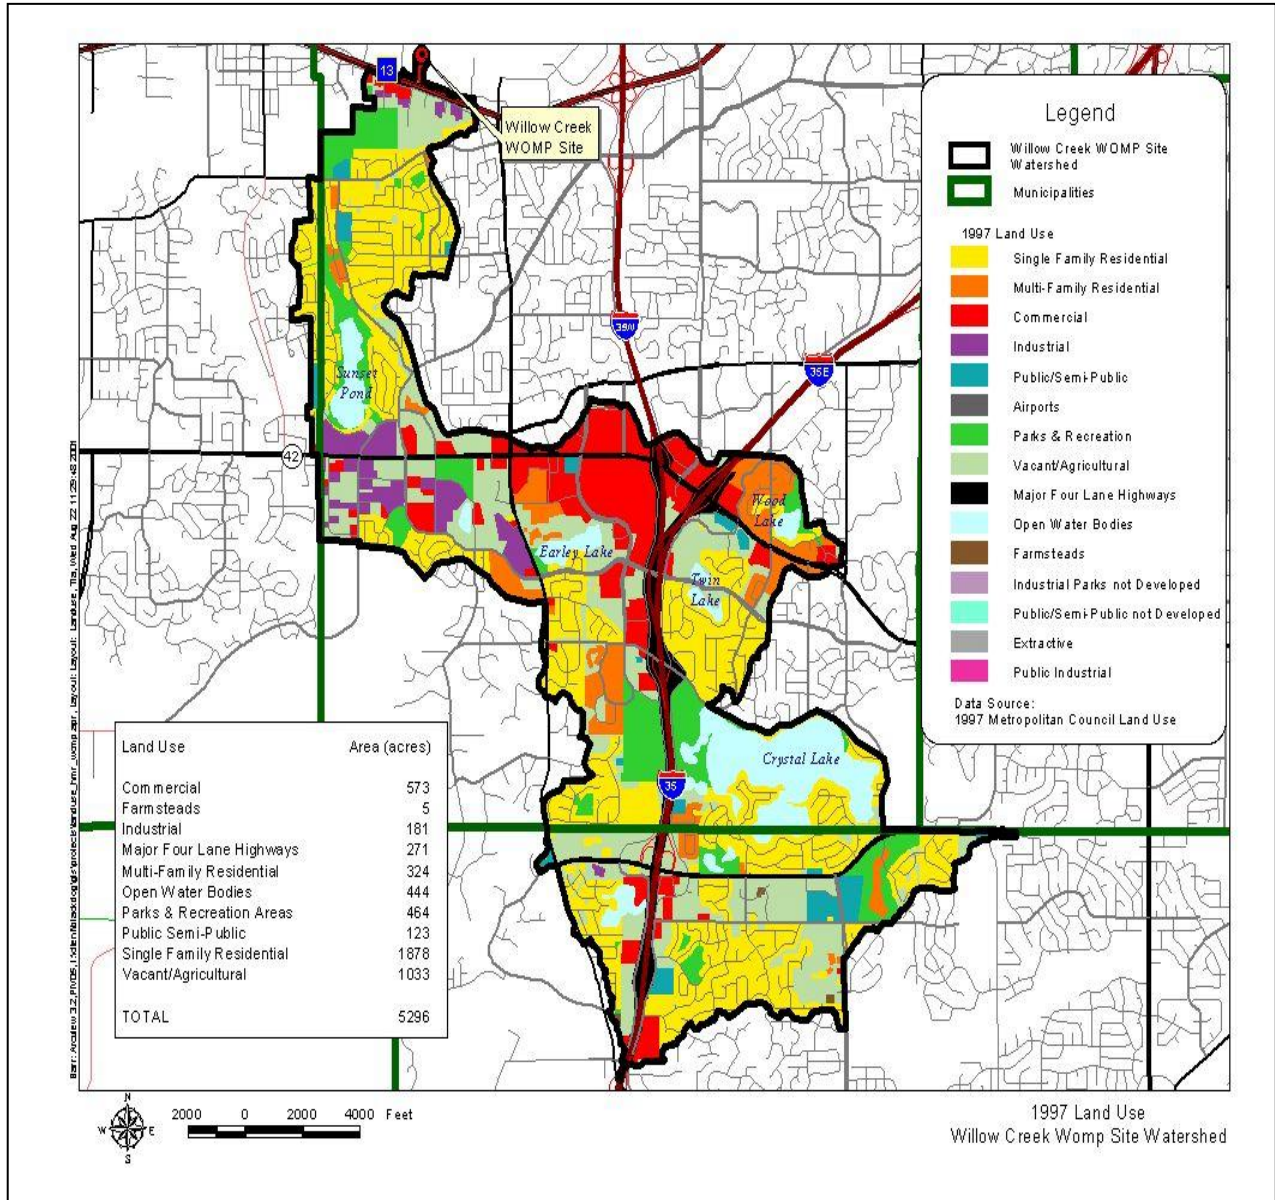 13
Willow Creek
WOMP Site
Legend
Willow Creek WOMP Site
Watershed
Municipalities
1997 Land Use
Single Family Residential
Multi-Family Residential
Commercial
Industrial
Public/Semi-Public
Airports
Parks & Recreation
Vacant/Agricultural
Major Four Lane Highways
Open Water Bodies
Farmsteads
Industrial Parks not Developed
Public/Semi-Public not Developed
Extractive
Public Industrial
Data Source:
1997 Metropolitan Council Land Use
35W
35E
Sunset
Pond
42
Wood
Lake
Earley Lake
Twin
Lake
Crystal Lake
35
Land Use Area (acres)
Commercial 573
Farmsteads 5
Industrial 181
Major Four Lane Highways 271
Multi-Family Residential 324
Open Water Bodies 444
Parks & Recreation Areas 464
Public Semi-Public 123
Single Family Residential 1878
Vacant/Agricultural 1033
TOTAL 5296
N
W E
S
2000 0 2000 4000 Feet
1997 Land Use
Willow Creek Womp Site Watershed